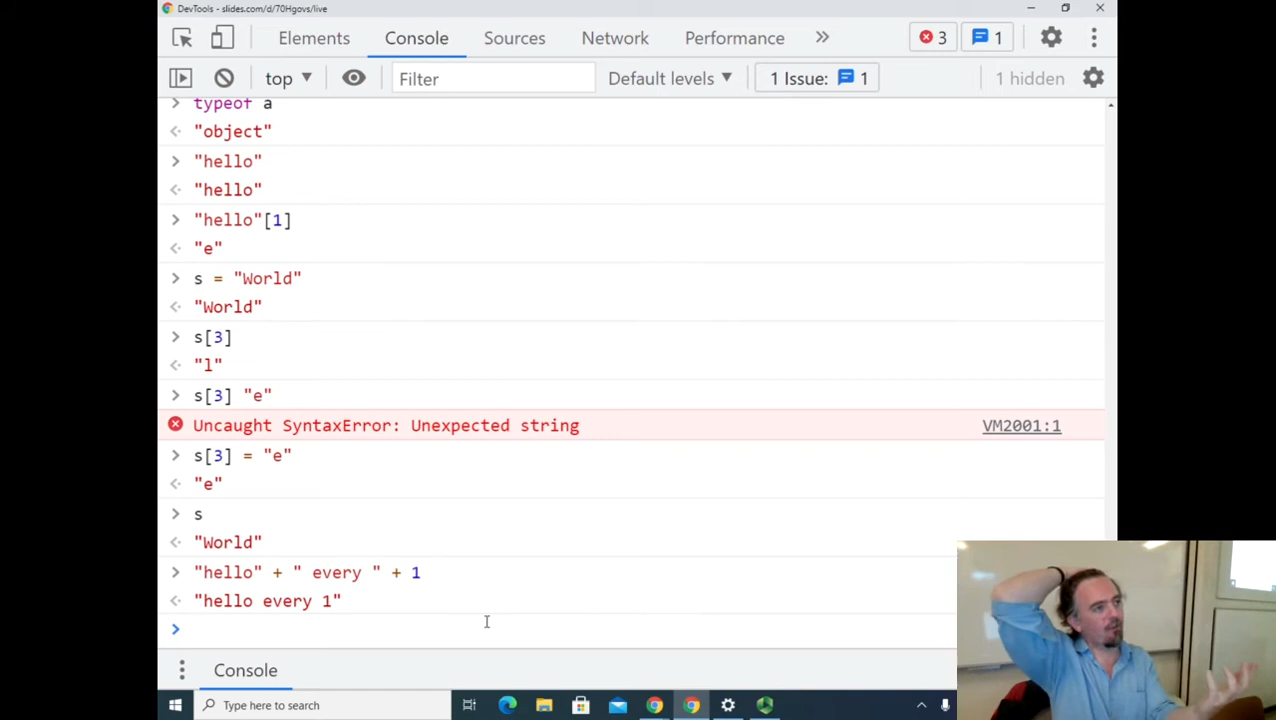 DevTools - slides.com/d/70Hgovs/live
Elements Console Sources Network Performance 3 1
top Filter Default levels 1 Issue: 1 1 hidden
typeof a
"object"
"hello"
"hello"
"hello"[1]
"e"
s = "World"
"World"
s[3]
"l"
s[3] "e"
Uncaught SyntaxError: Unexpected string VM2001:1
s[3] = "e"
"e"
s
"World"
"hello" + " every " + 1
"hello every 1"
Console
Type here to search